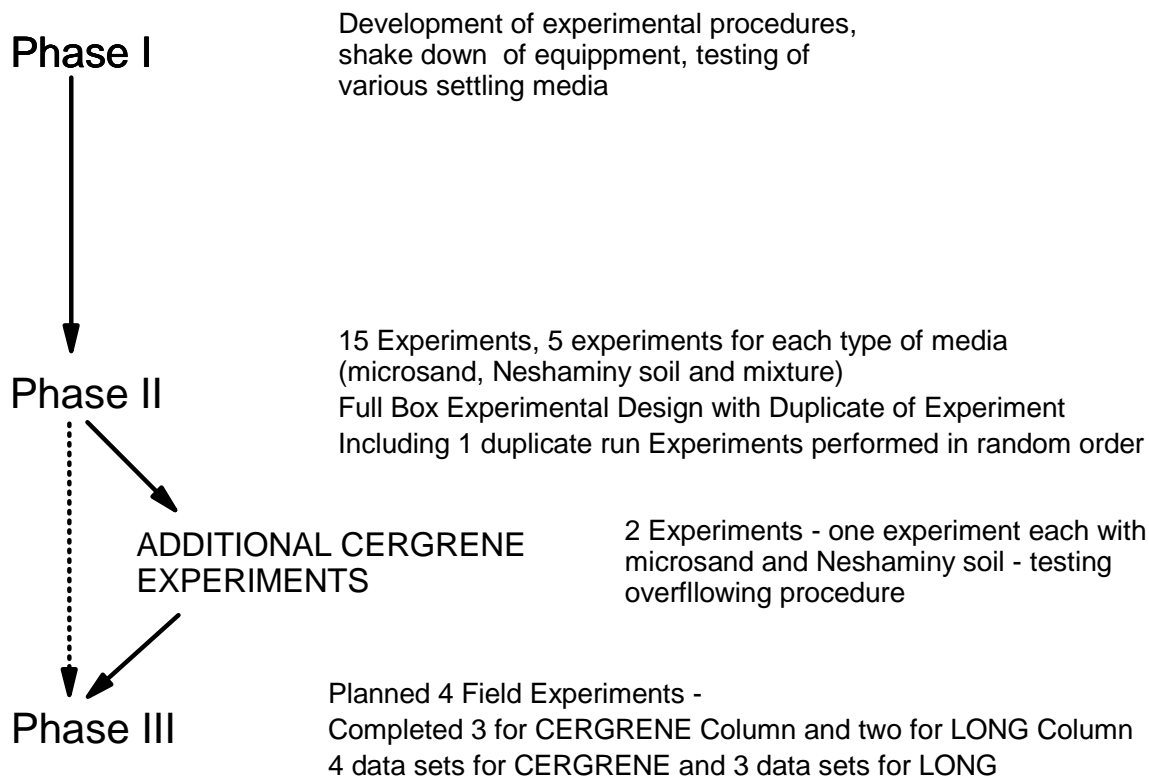 Phase I
Development of experimental procedures,
shake down of equippment, testing of
various settling media
Phase II
15 Experiments, 5 experiments for each type of media
(microsand, Neshaminy soil and mixture)
Full Box Experimental Design with Duplicate of Experiment
Including 1 duplicate run Experiments performed in random order
ADDITIONAL CERGRENE
EXPERIMENTS
2 Experiments - one experiment each with
microsand and Neshaminy soil - testing
overfllowing procedure
Phase III
Planned 4 Field Experiments -
Completed 3 for CERGRENE Column and two for LONG Column
4 data sets for CERGRENE and 3 data sets for LONG